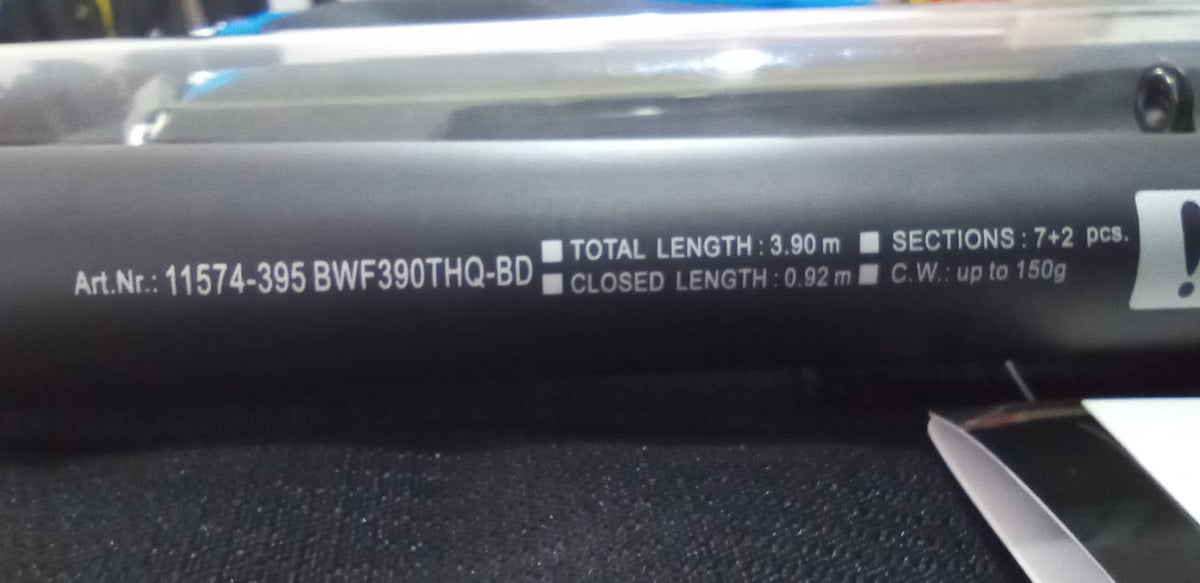 Art.Nr.: 11574-395 BWF390THQ-BD
TOTAL LENGTH : 3.90 m
CLOSED LENGTH : 0.92 m
SECTIONS : 7+2 pcs.
C.W.: up to 150g
!